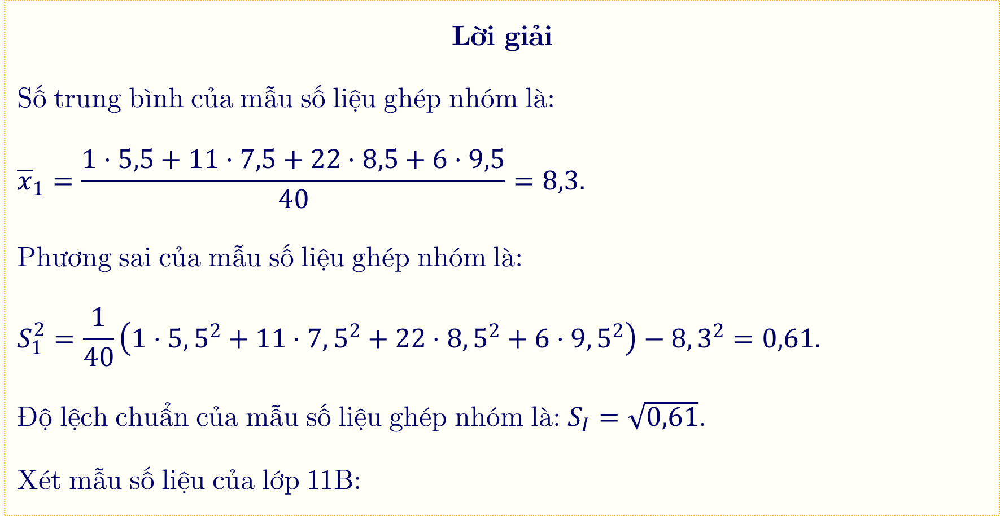 Lời giải
Số trung bình của mẫu số liệu ghép nhóm là:
$\overline{x}_1 = \frac{1 \cdot 5,5 + 11 \cdot 7,5 + 22 \cdot 8,5 + 6 \cdot 9,5}{40} = 8,3.$
Phương sai của mẫu số liệu ghép nhóm là:
$S_1^2 = \frac{1}{40}(1 \cdot 5,5^2 + 11 \cdot 7,5^2 + 22 \cdot 8,5^2 + 6 \cdot 9,5^2) - 8,3^2 = 0,61.$
Độ lệch chuẩn của mẫu số liệu ghép nhóm là: $S_I = \sqrt{0,61}$.
Xét mẫu số liệu của lớp 11B: